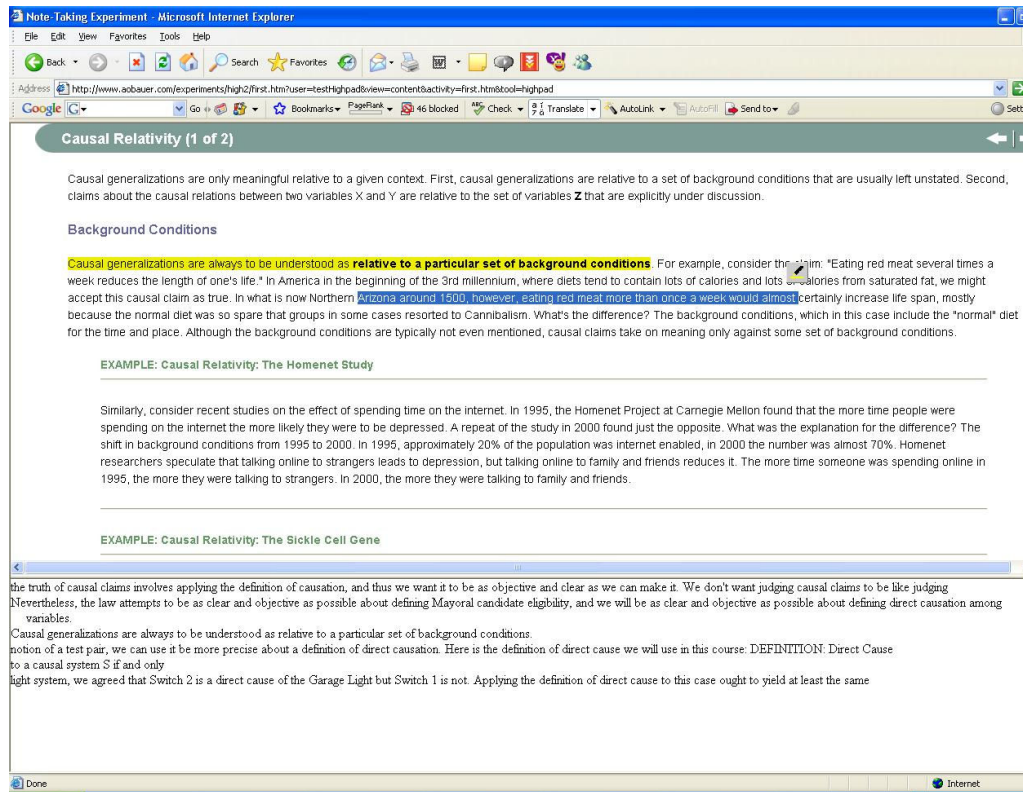 Note-Taking Experiment - Microsoft Internet Explorer
File Edit View Favorites Tools Help
Back Search Favorites
Address http://www.aobauer.com/experiments/high2/first.htm?user=testHighpad&view=content&activity=first.htm&tool=highpad
Google G Go Bookmarks PageRank 46 blocked ABC Check Translate AutoLink AutoFill Send to Sett
Causal Relativity (1 of 2)
Causal generalizations are only meaningful relative to a given context. First, causal generalizations are relative to a set of background conditions that are usually left unstated. Second,
claims about the causal relations between two variables X and Y are relative to the set of variables Z that are explicitly under discussion.
Background Conditions
Causal generalizations are always to be understood as relative to a particular set of background conditions. For example, consider the claim: "Eating red meat several times a
week reduces the length of one's life." In America in the beginning of the 3rd millennium, where diets tend to contain lots of calories and lots of calories from saturated fat, we might
accept this causal claim as true. In what is now Northern Arizona around 1500, however, eating red meat more than once a week would almost certainly increase life span, mostly
because the normal diet was so spare that groups in some cases resorted to Cannibalism. What's the difference? The background conditions, which in this case include the "normal" diet
for the time and place. Although the background conditions are typically not even mentioned, causal claims take on meaning only against some set of background conditions.
EXAMPLE: Causal Relativity: The Homenet Study
Similarly, consider recent studies on the effect of spending time on the internet. In 1995, the Homenet Project at Carnegie Mellon found that the more time people were
spending on the internet the more likely they were to be depressed. A repeat of the study in 2000 found just the opposite. What was the explanation for the difference? The
shift in background conditions from 1995 to 2000. In 1995, approximately 20% of the population was internet enabled, in 2000 the number was almost 70%. Homenet
researchers speculate that talking online to strangers leads to depression, but talking online to family and friends reduces it. The more time someone was spending online in
1995, the more they were talking to strangers. In 2000, the more they were talking to family and friends.
EXAMPLE: Causal Relativity: The Sickle Cell Gene
the truth of causal claims involves applying the definition of causation, and thus we want it to be as objective and clear as we can make it. We don't want judging causal claims to be like judging
Nevertheless, the law attempts to be as clear and objective as possible about defining Mayoral candidate eligibility, and we will be as clear and objective as possible about defining direct causation among
variables.
Causal generalizations are always to be understood as relative to a particular set of background conditions.
notion of a test pair, we can use it be more precise about a definition of direct causation. Here is the definition of direct cause we will use in this course: DEFINITION: Direct Cause
to a causal system S if and only
light system, we agreed that Switch 2 is a direct cause of the Garage Light but Switch 1 is not. Applying the definition of direct cause to this case ought to yield at least the same
Done Internet